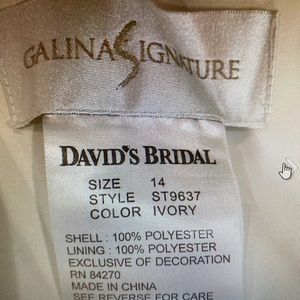 GALINA SIGNATURE
DAVID'S BRIDAL
SIZE 14
STYLE ST9637
COLOR IVORY
SHELL : 100% POLYESTER
LINING : 100% POLYESTER
EXCLUSIVE OF DECORATION
RN 84270
MADE IN CHINA
SEE REVERSE FOR CARE